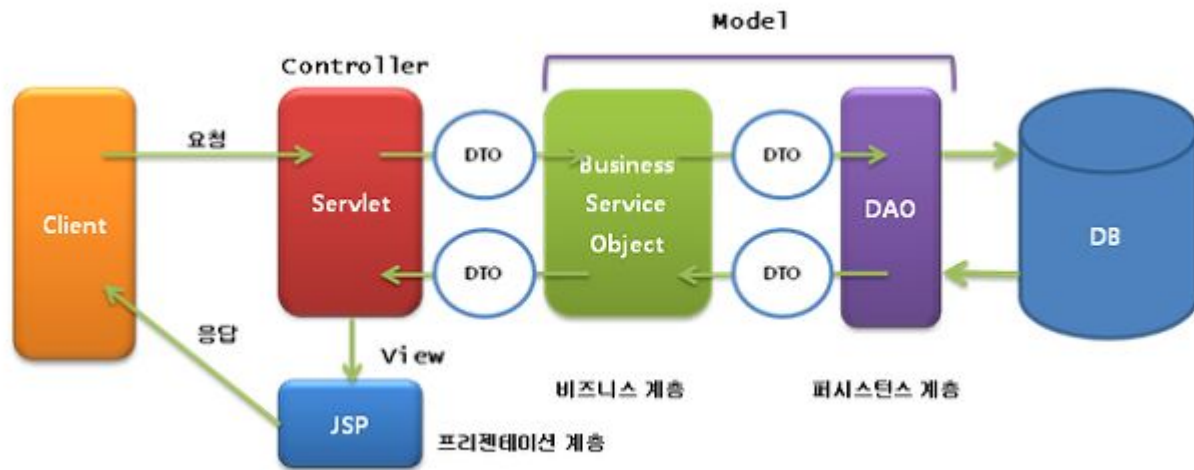 Model
Controller
Client
요청
Servlet
DTO
Business
Service
Object
DTO
DAO
DB
DTO
DTO
응답
View
JSP
프리젠테이션 계층
비즈니스 계층
퍼시스턴스 계층